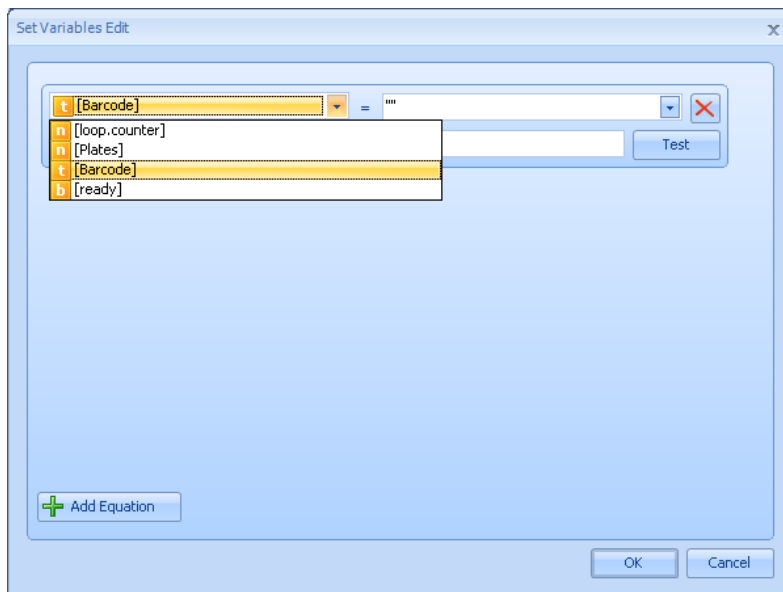 Set Variables Edit
x
t [Barcode] = ""
n [loop.counter]
n [Plates]
Test
t [Barcode]
b [ready]
Add Equation
OK
Cancel